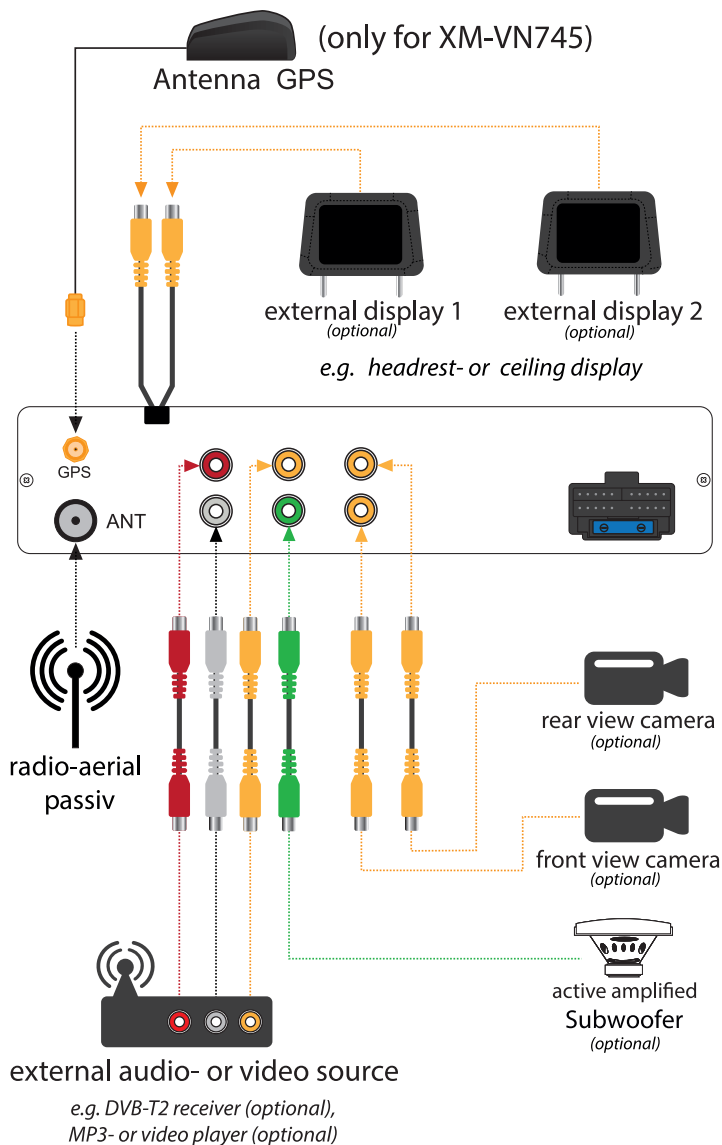 (only for XM-VN745)
Antenna GPS
external display 1
(optional)
external display 2
(optional)
e.g. headrest- or ceiling display
GPS
ANT
radio-aerial
passiv
rear view camera
(optional)
front view camera
(optional)
active amplified
Subwoofer
(optional)
external audio- or video source
e.g. DVB-T2 receiver (optional),
MP3- or video player (optional)